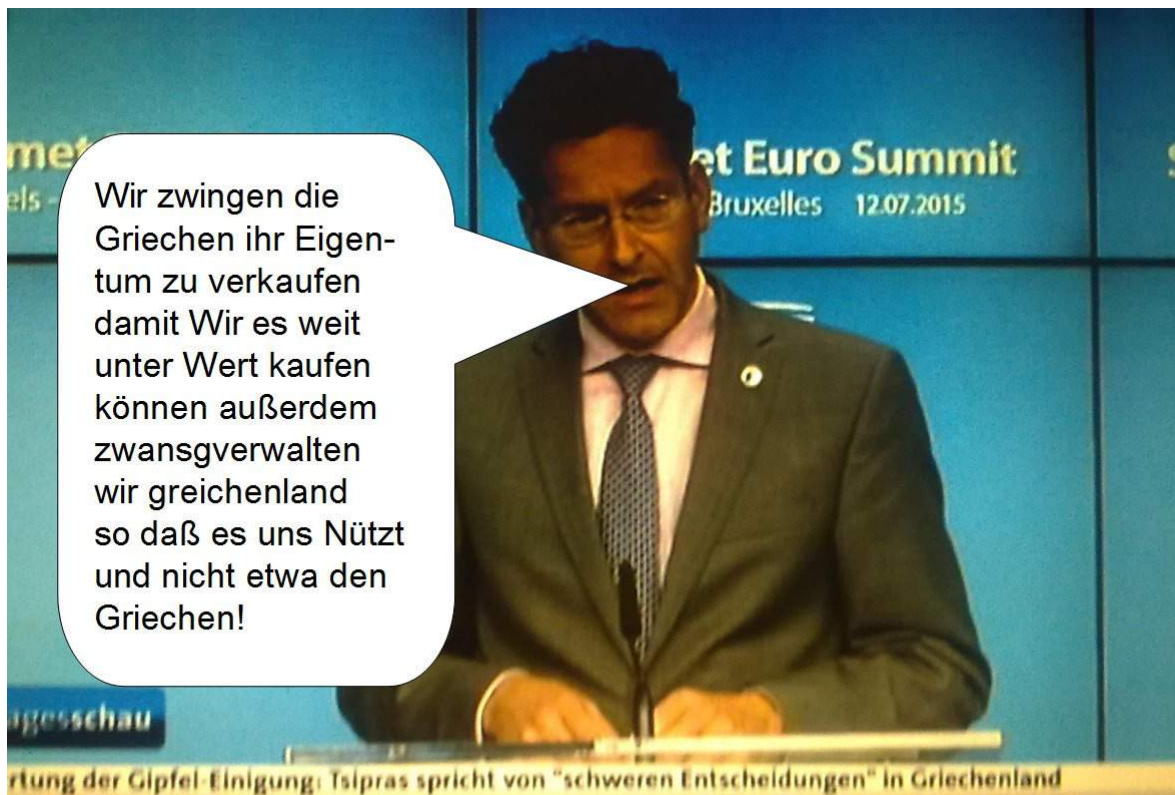 met
els -
et Euro Summit
Bruxelles 12.07.2015
S
Wir zwingen die
Griechen ihr Eigen-
tum zu verkaufen
damit Wir es weit
unter Wert kaufen
können außerdem
zwansgverwalten
wir greichenland
so daß es uns Nützt
und nicht etwa den
Griechen!
agesschau
rtung der Gipfel-Einigung: Tsipras spricht von "schweren Entscheidungen" in Griechenland